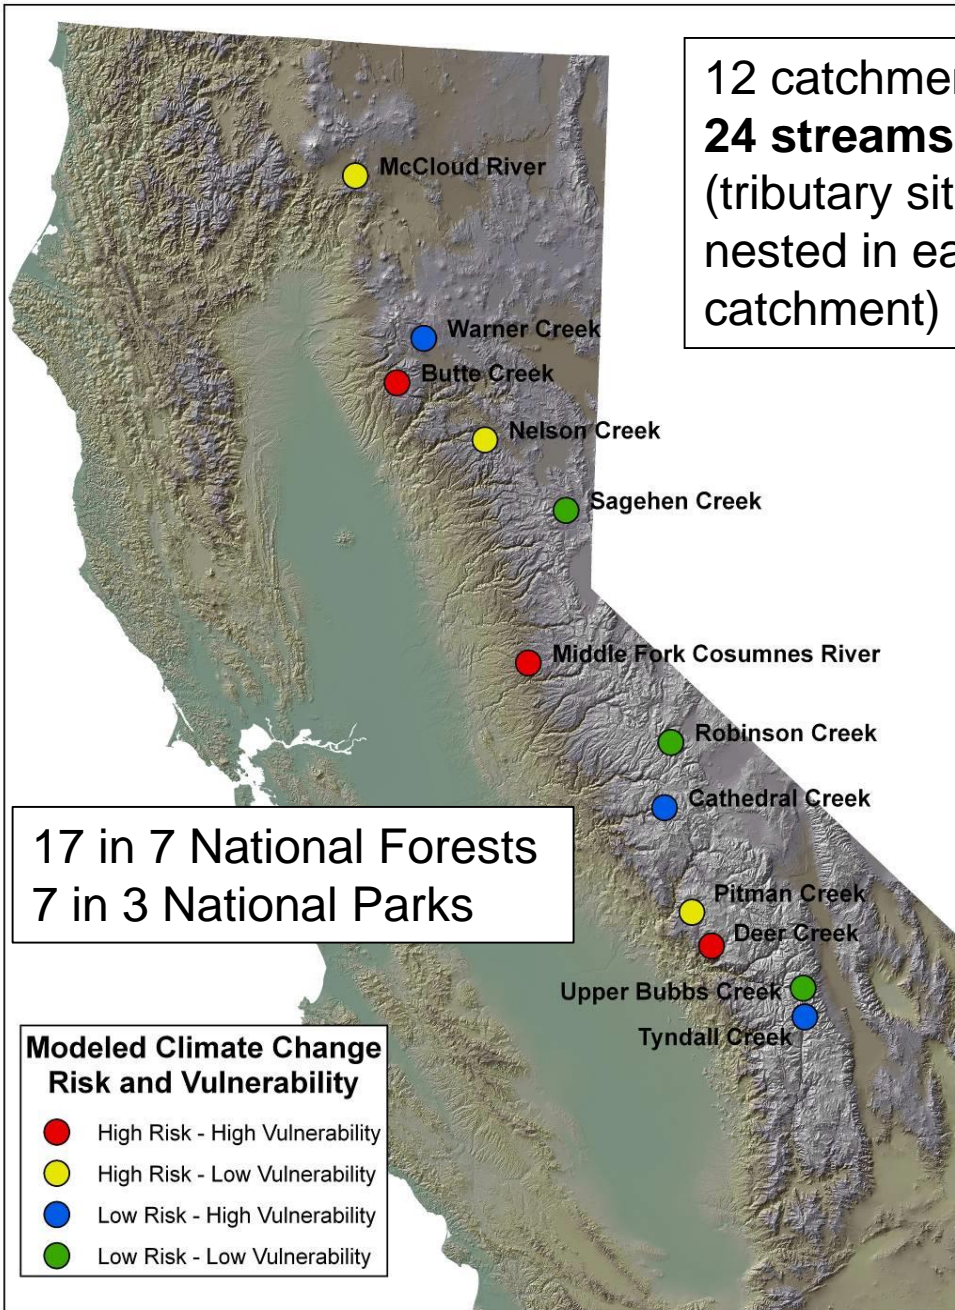 12 catchmen
24 streams
(tributary sit
nested in ea
catchment)
McCloud River
Warner Creek
Butte Creek
Nelson Creek
Sagehen Creek
Middle Fork Cosumnes River
Robinson Creek
Cathedral Creek
17 in 7 National Forests
7 in 3 National Parks
Pitman Creek
Deer Creek
Upper Bubbs Creek
Tyndall Creek
Modeled Climate Change
Risk and Vulnerability
High Risk - High Vulnerability
High Risk - Low Vulnerability
Low Risk - High Vulnerability
Low Risk - Low Vulnerability